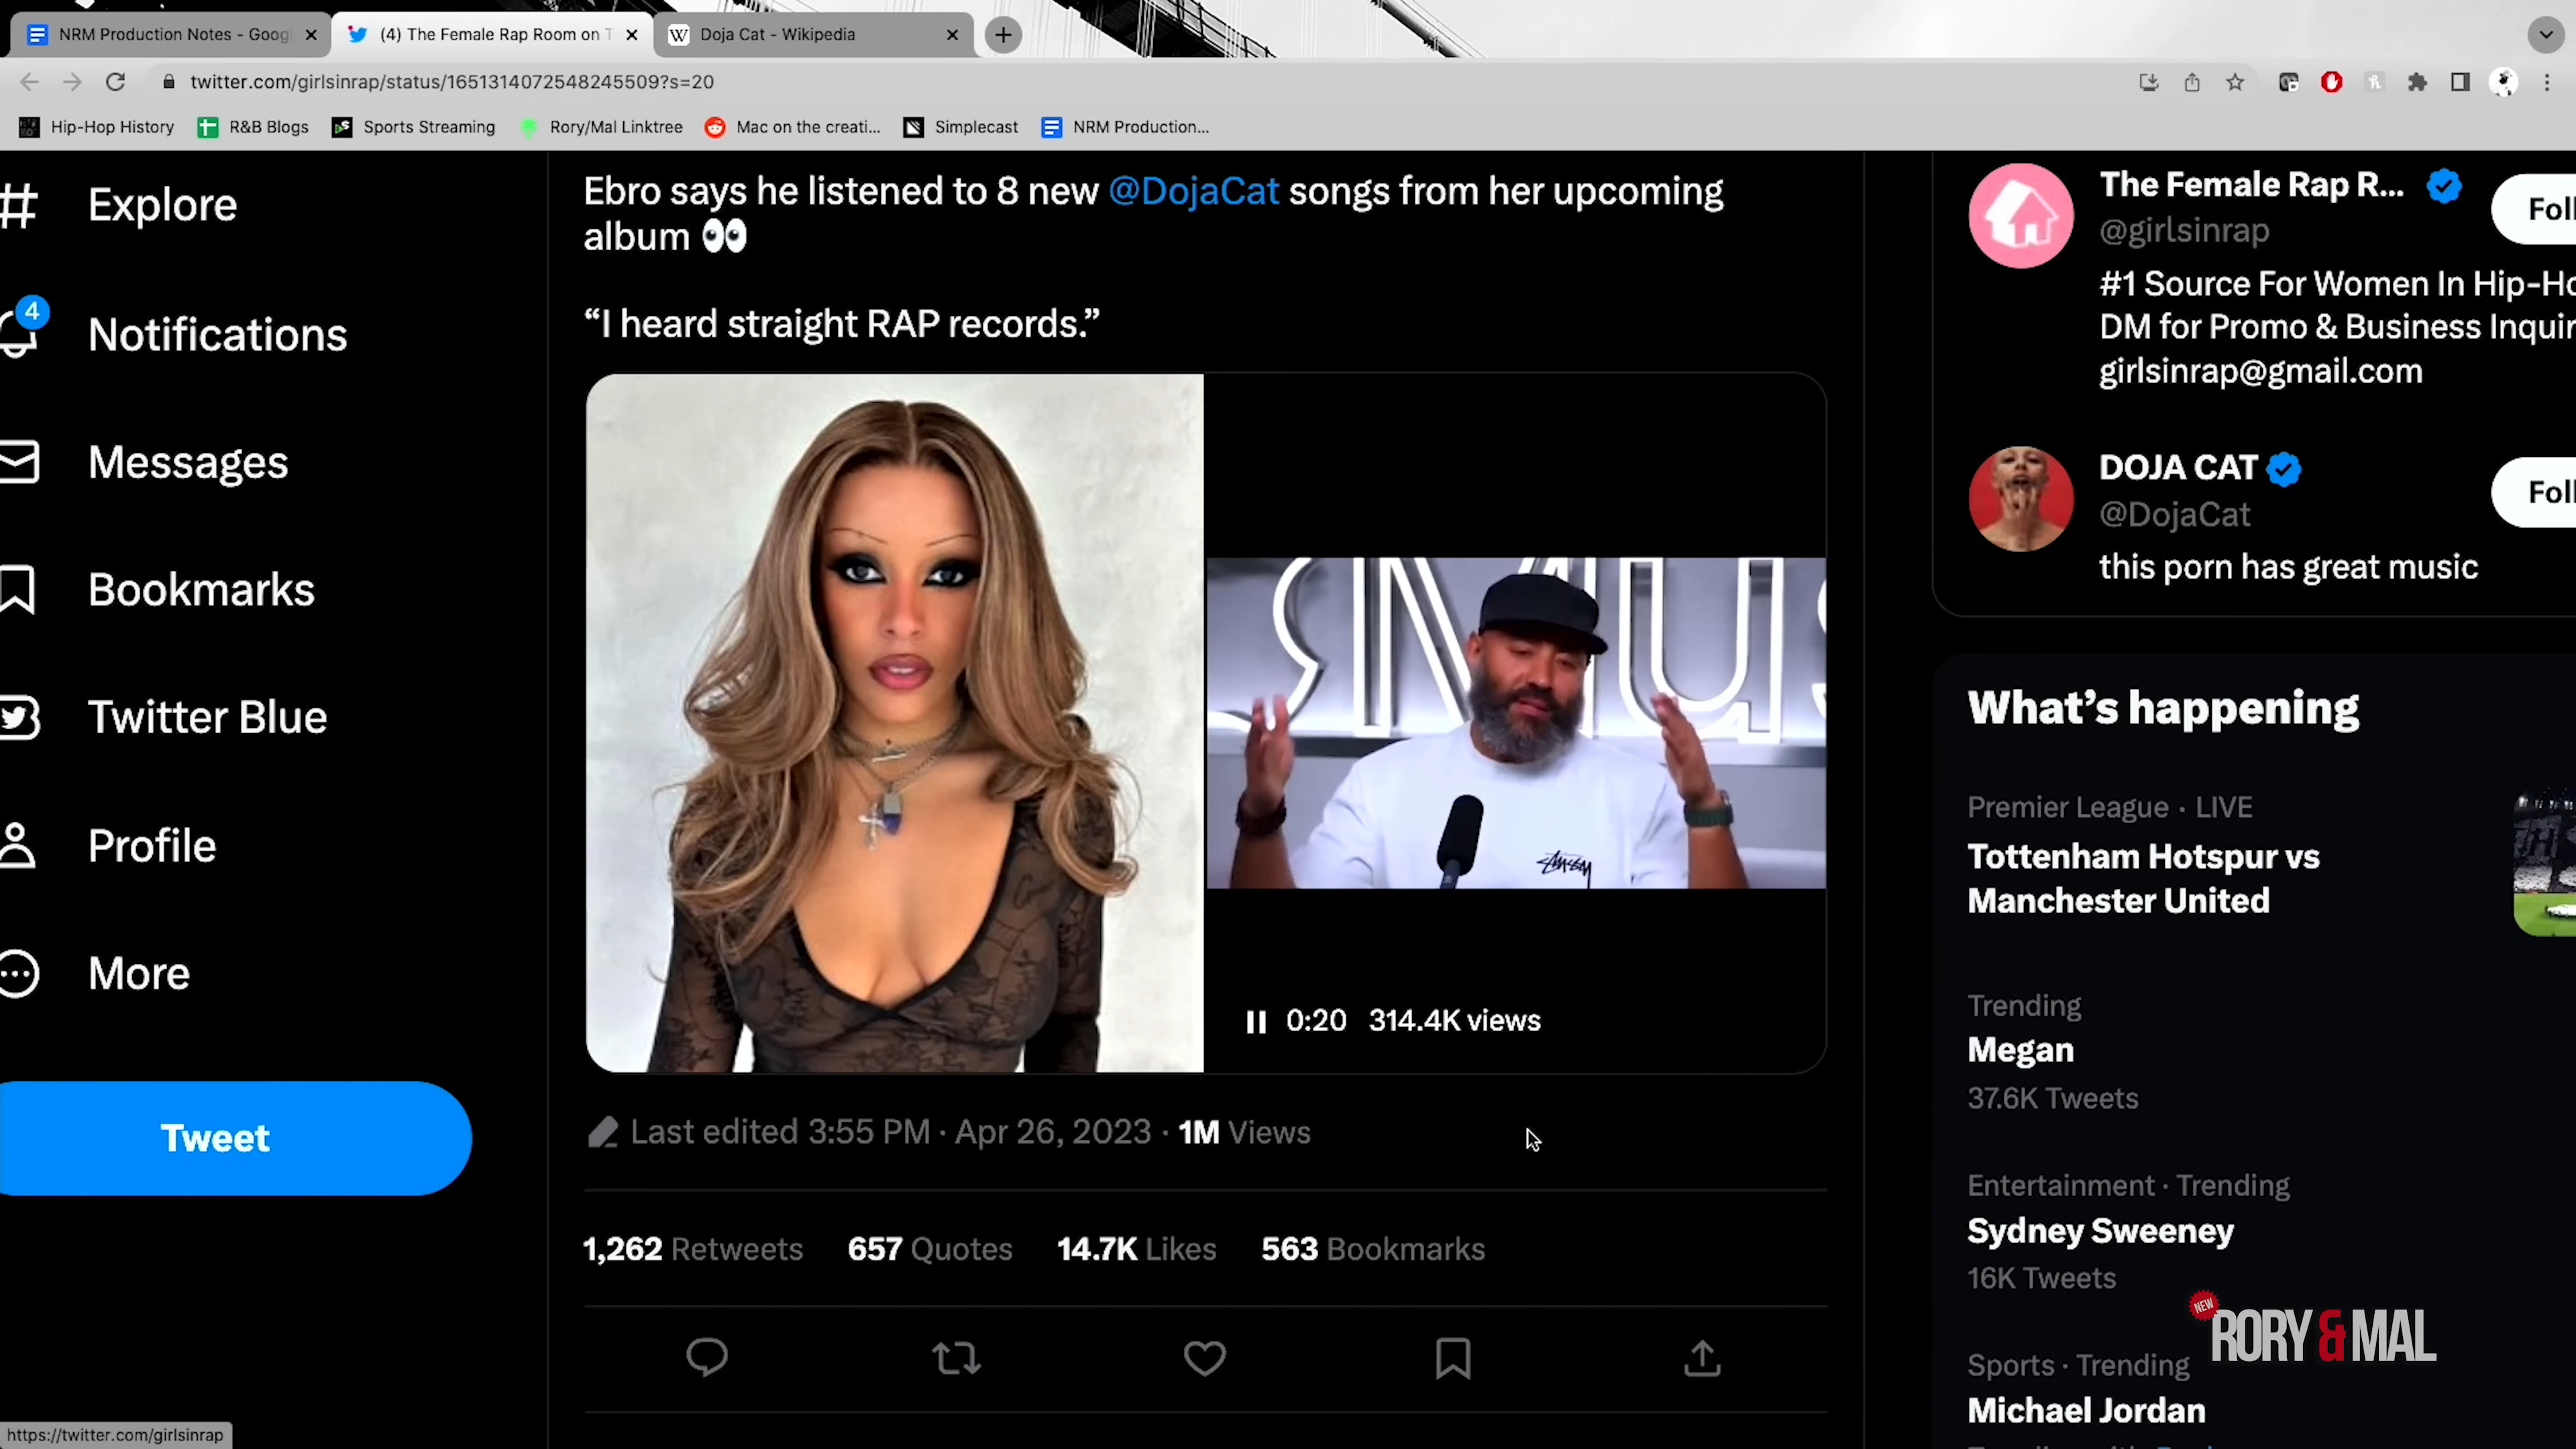 NRM Production Notes - Goog
(4) The Female Rap Room on T
Doja Cat - Wikipedia
twitter.com/girlsinrap/status/1651314072548245509?s=20
Hip-Hop History
R&B Blogs
Sports Streaming
Rory/Mal Linktree
Mac on the creati...
Simplecast
NRM Production...
Explore
4
Notifications
Messages
Bookmarks
Twitter Blue
Profile
More
Tweet
Ebro says he listened to 8 new @DojaCat songs from her upcoming
album 👀
“I heard straight RAP records.”
STUSSY
0:20 314.4K views
Last edited 3:55 PM · Apr 26, 2023 · 1M Views
1,262 Retweets 657 Quotes 14.7K Likes 563 Bookmarks
The Female Rap R...
@girlsinrap
Foll
#1 Source For Women In Hip-Ho
DM for Promo & Business Inquir
girlsinrap@gmail.com
DOJA CAT
@DojaCat
Foll
this porn has great music
What’s happening
Premier League · LIVE
Tottenham Hotspur vs
Manchester United
Trending
Megan
37.6K Tweets
Entertainment · Trending
Sydney Sweeney
16K Tweets
Sports · Trending
Michael Jordan
NEW
RORY & MAL
https://twitter.com/girlsinrap